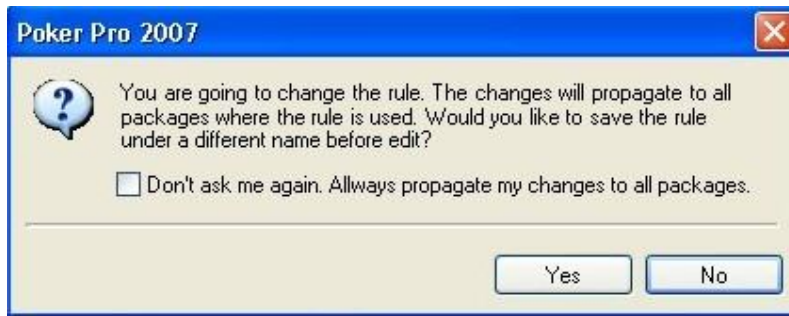 Poker Pro 2007
You are going to change the rule. The changes will propagate to all
packages where the rule is used. Would you like to save the rule
under a different name before edit?
Don't ask me again. Allways propagate my changes to all packages.
Yes
No